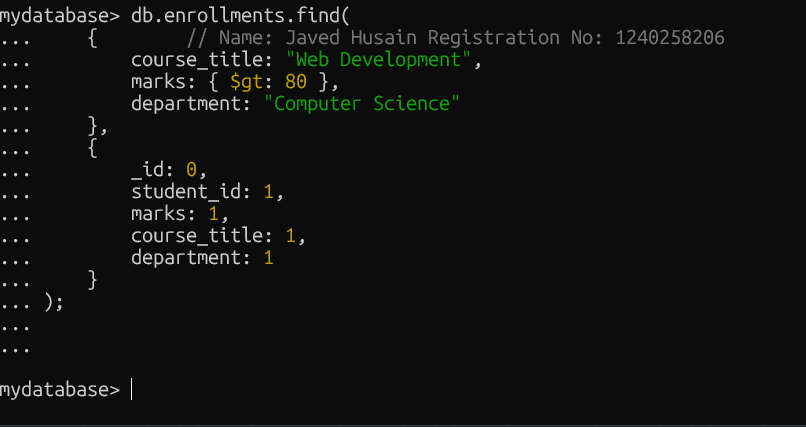 mydatabase> db.enrollments.find(
... { // Name: Javed Husain Registration No: 1240258206
... course_title: "Web Development",
... marks: { $gt: 80 },
... department: "Computer Science"
... },
... {
... _id: 0,
... student_id: 1,
... marks: 1,
... course_title: 1,
... department: 1
... }
... );
...
...
mydatabase>